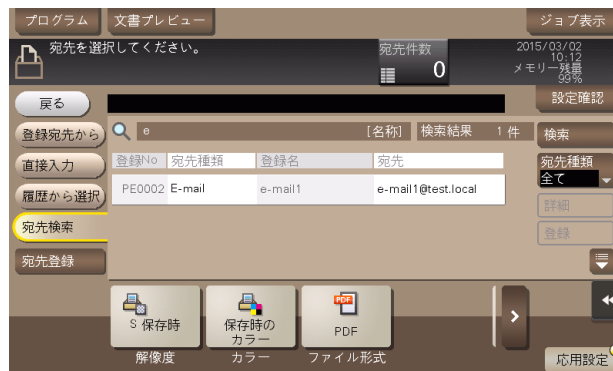 プログラム
文書プレビュー
ジョブ表示
宛先を選択してください。
宛先件数
0
2015/03/02
10:12
メモリー残量
99%
戻る
設定確認
登録宛先から
e
[名称]
検索結果
1 件
検索
直接入力
登録No
宛先種類
登録名
宛先
宛先種類
全て
履歴から選択
PE0002
E-mail
e-mail1
e-mail1@test.local
詳細
宛先検索
登録
宛先登録
S 保存時
保存時の
カラー
PDF
PDF
解像度
カラー
ファイル形式
応用設定